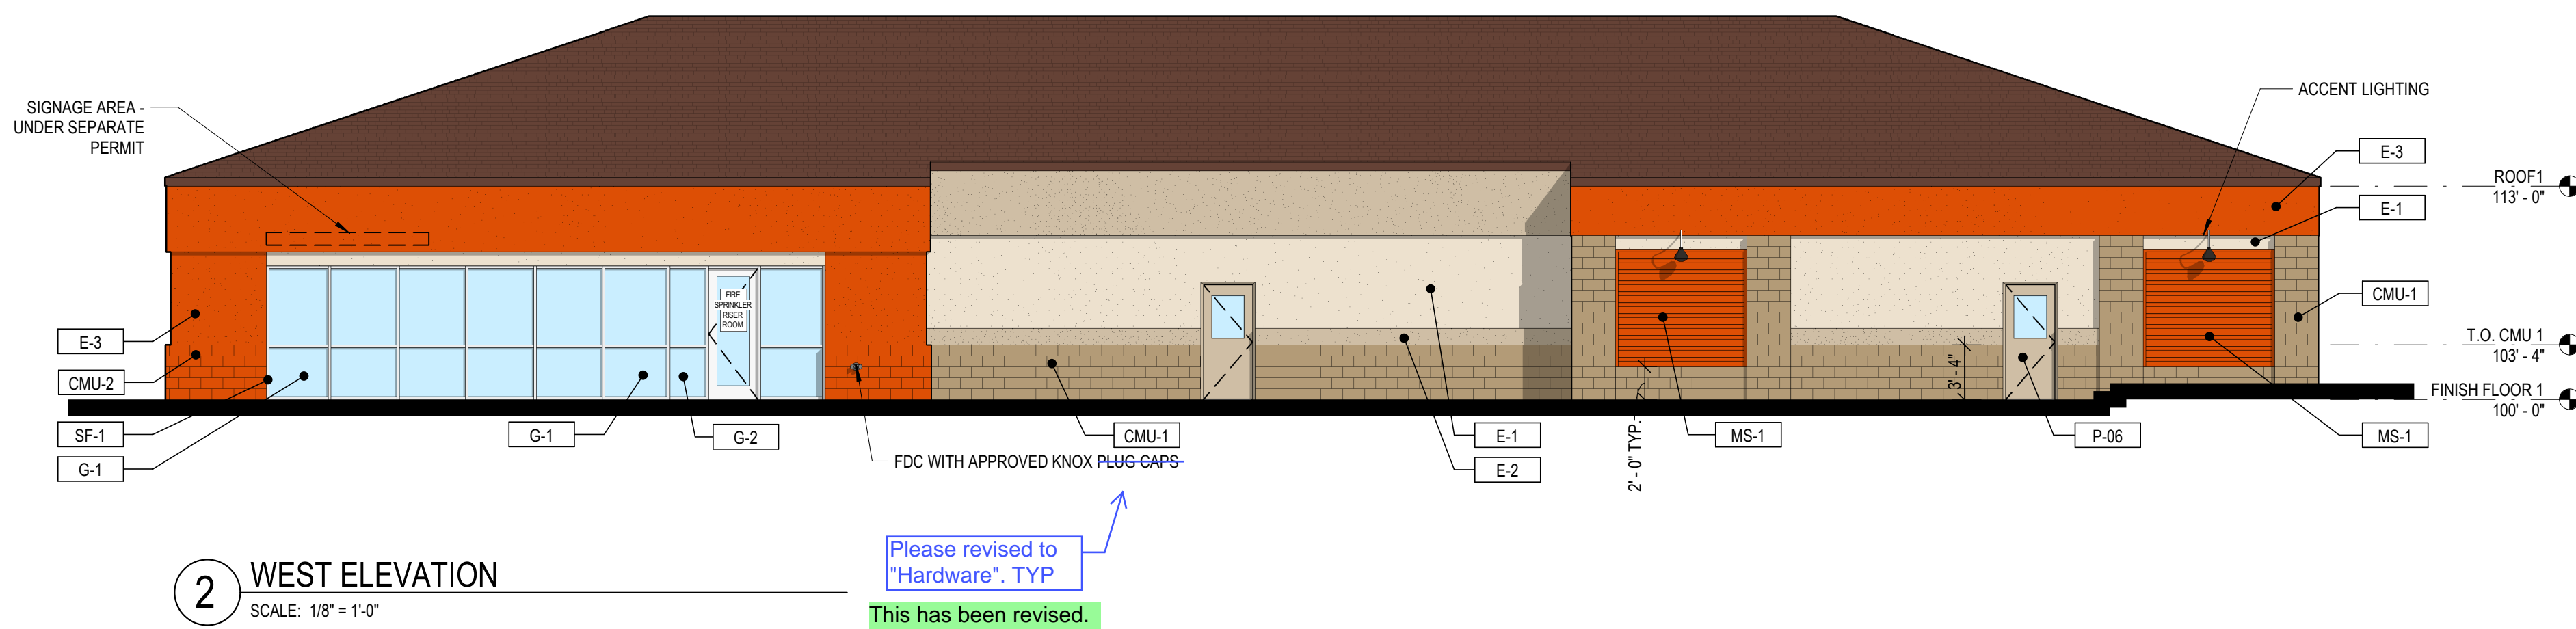 SIGNAGE AREA -
UNDER SEPARATE
PERMIT
ACCENT LIGHTING
E-3
ROOF1
113' - 0"
E-1
CMU-1
T.O. CMU 1
103' - 4"
FINISH FLOOR 1
100' - 0"
FIRE
SPRINKLER
RISER
ROOM
E-3
CMU-2
SF-1
G-1
G-1
G-2
FDC WITH APPROVED KNOX PLUG CAPS
CMU-1
E-1
E-2
2' - 0" TYP.
MS-1
3' - 4"
P-06
MS-1
Please revised to
"Hardware". TYP
This has been revised.
2
WEST ELEVATION
SCALE: 1/8" = 1'-0"